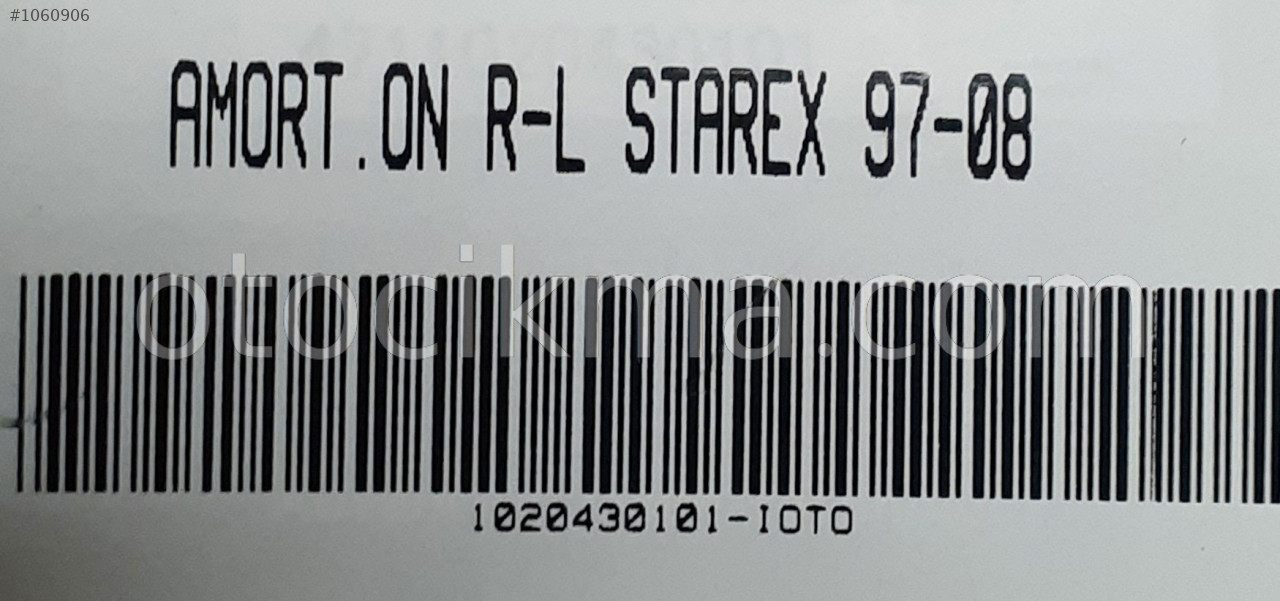 #1060906
AMORT.ON R-L STAREX 97-08
otocikma.com
1020430101-IOTO